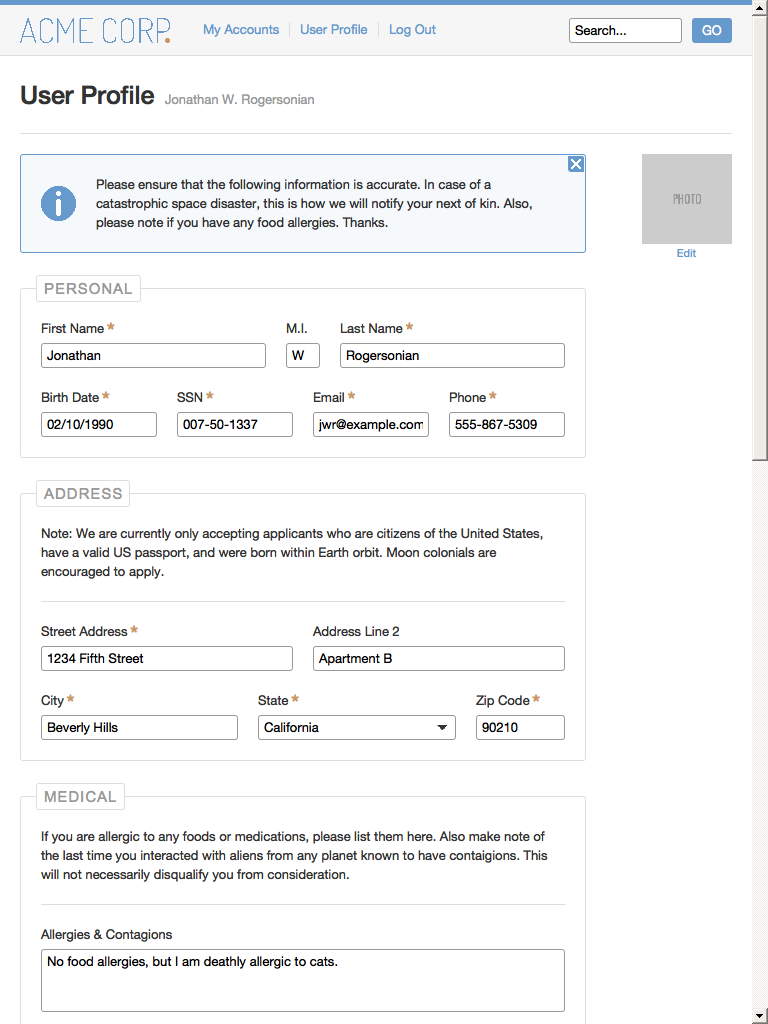 ACME CORP.
My Accounts
User Profile
Log Out
Search...
GO
User Profile Jonathan W. Rogersonian
Please ensure that the following information is accurate. In case of a
catastrophic space disaster, this is how we will notify your next of kin. Also,
please note if you have any food allergies. Thanks.
PHOTO
Edit
PERSONAL
First Name *
M.I.
Last Name *
Jonathan
W
Rogersonian
Birth Date *
SSN *
Email *
Phone *
02/10/1990
007-50-1337
jwr@example.com
555-867-5309
ADDRESS
Note: We are currently only accepting applicants who are citizens of the United States,
have a valid US passport, and were born within Earth orbit. Moon colonials are
encouraged to apply.
Street Address *
Address Line 2
1234 Fifth Street
Apartment B
City *
State *
Zip Code *
Beverly Hills
California
90210
MEDICAL
If you are allergic to any foods or medications, please list them here. Also make note of
the last time you interacted with aliens from any planet known to have contaigions. This
will not necessarily disqualify you from consideration.
Allergies & Contagions
No food allergies, but I am deathly allergic to cats.